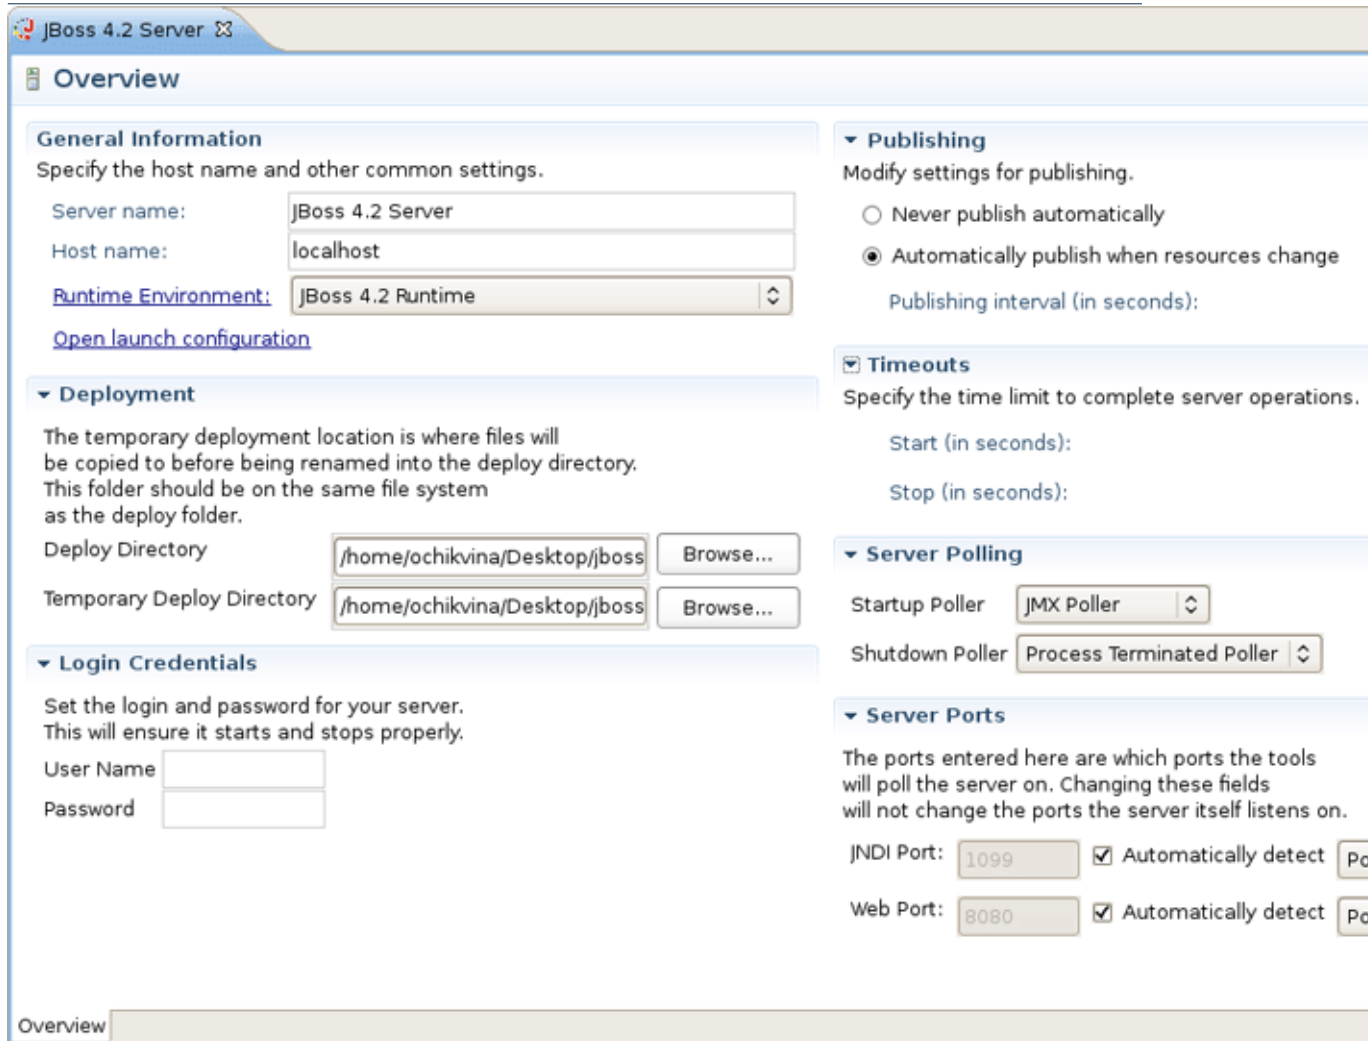 JBoss 4.2 Server
Overview
General Information
Specify the host name and other common settings.
Server name: JBoss 4.2 Server
Host name: localhost
Runtime Environment: JBoss 4.2 Runtime
Open launch configuration
Deployment
The temporary deployment location is where files will
be copied to before being renamed into the deploy directory.
This folder should be on the same file system
as the deploy folder.
Deploy Directory /home/ochikvina/Desktop/jboss Browse...
Temporary Deploy Directory /home/ochikvina/Desktop/jboss Browse...
Login Credentials
Set the login and password for your server.
This will ensure it starts and stops properly.
User Name
Password
Publishing
Modify settings for publishing.
Never publish automatically
Automatically publish when resources change
Publishing interval (in seconds):
Timeouts
Specify the time limit to complete server operations.
Start (in seconds):
Stop (in seconds):
Server Polling
Startup Poller JMX Poller
Shutdown Poller Process Terminated Poller
Server Ports
The ports entered here are which ports the tools
will poll the server on. Changing these fields
will not change the ports the server itself listens on.
JNDI Port: 1099 Automatically detect Po
Web Port: 8080 Automatically detect Po
Overview